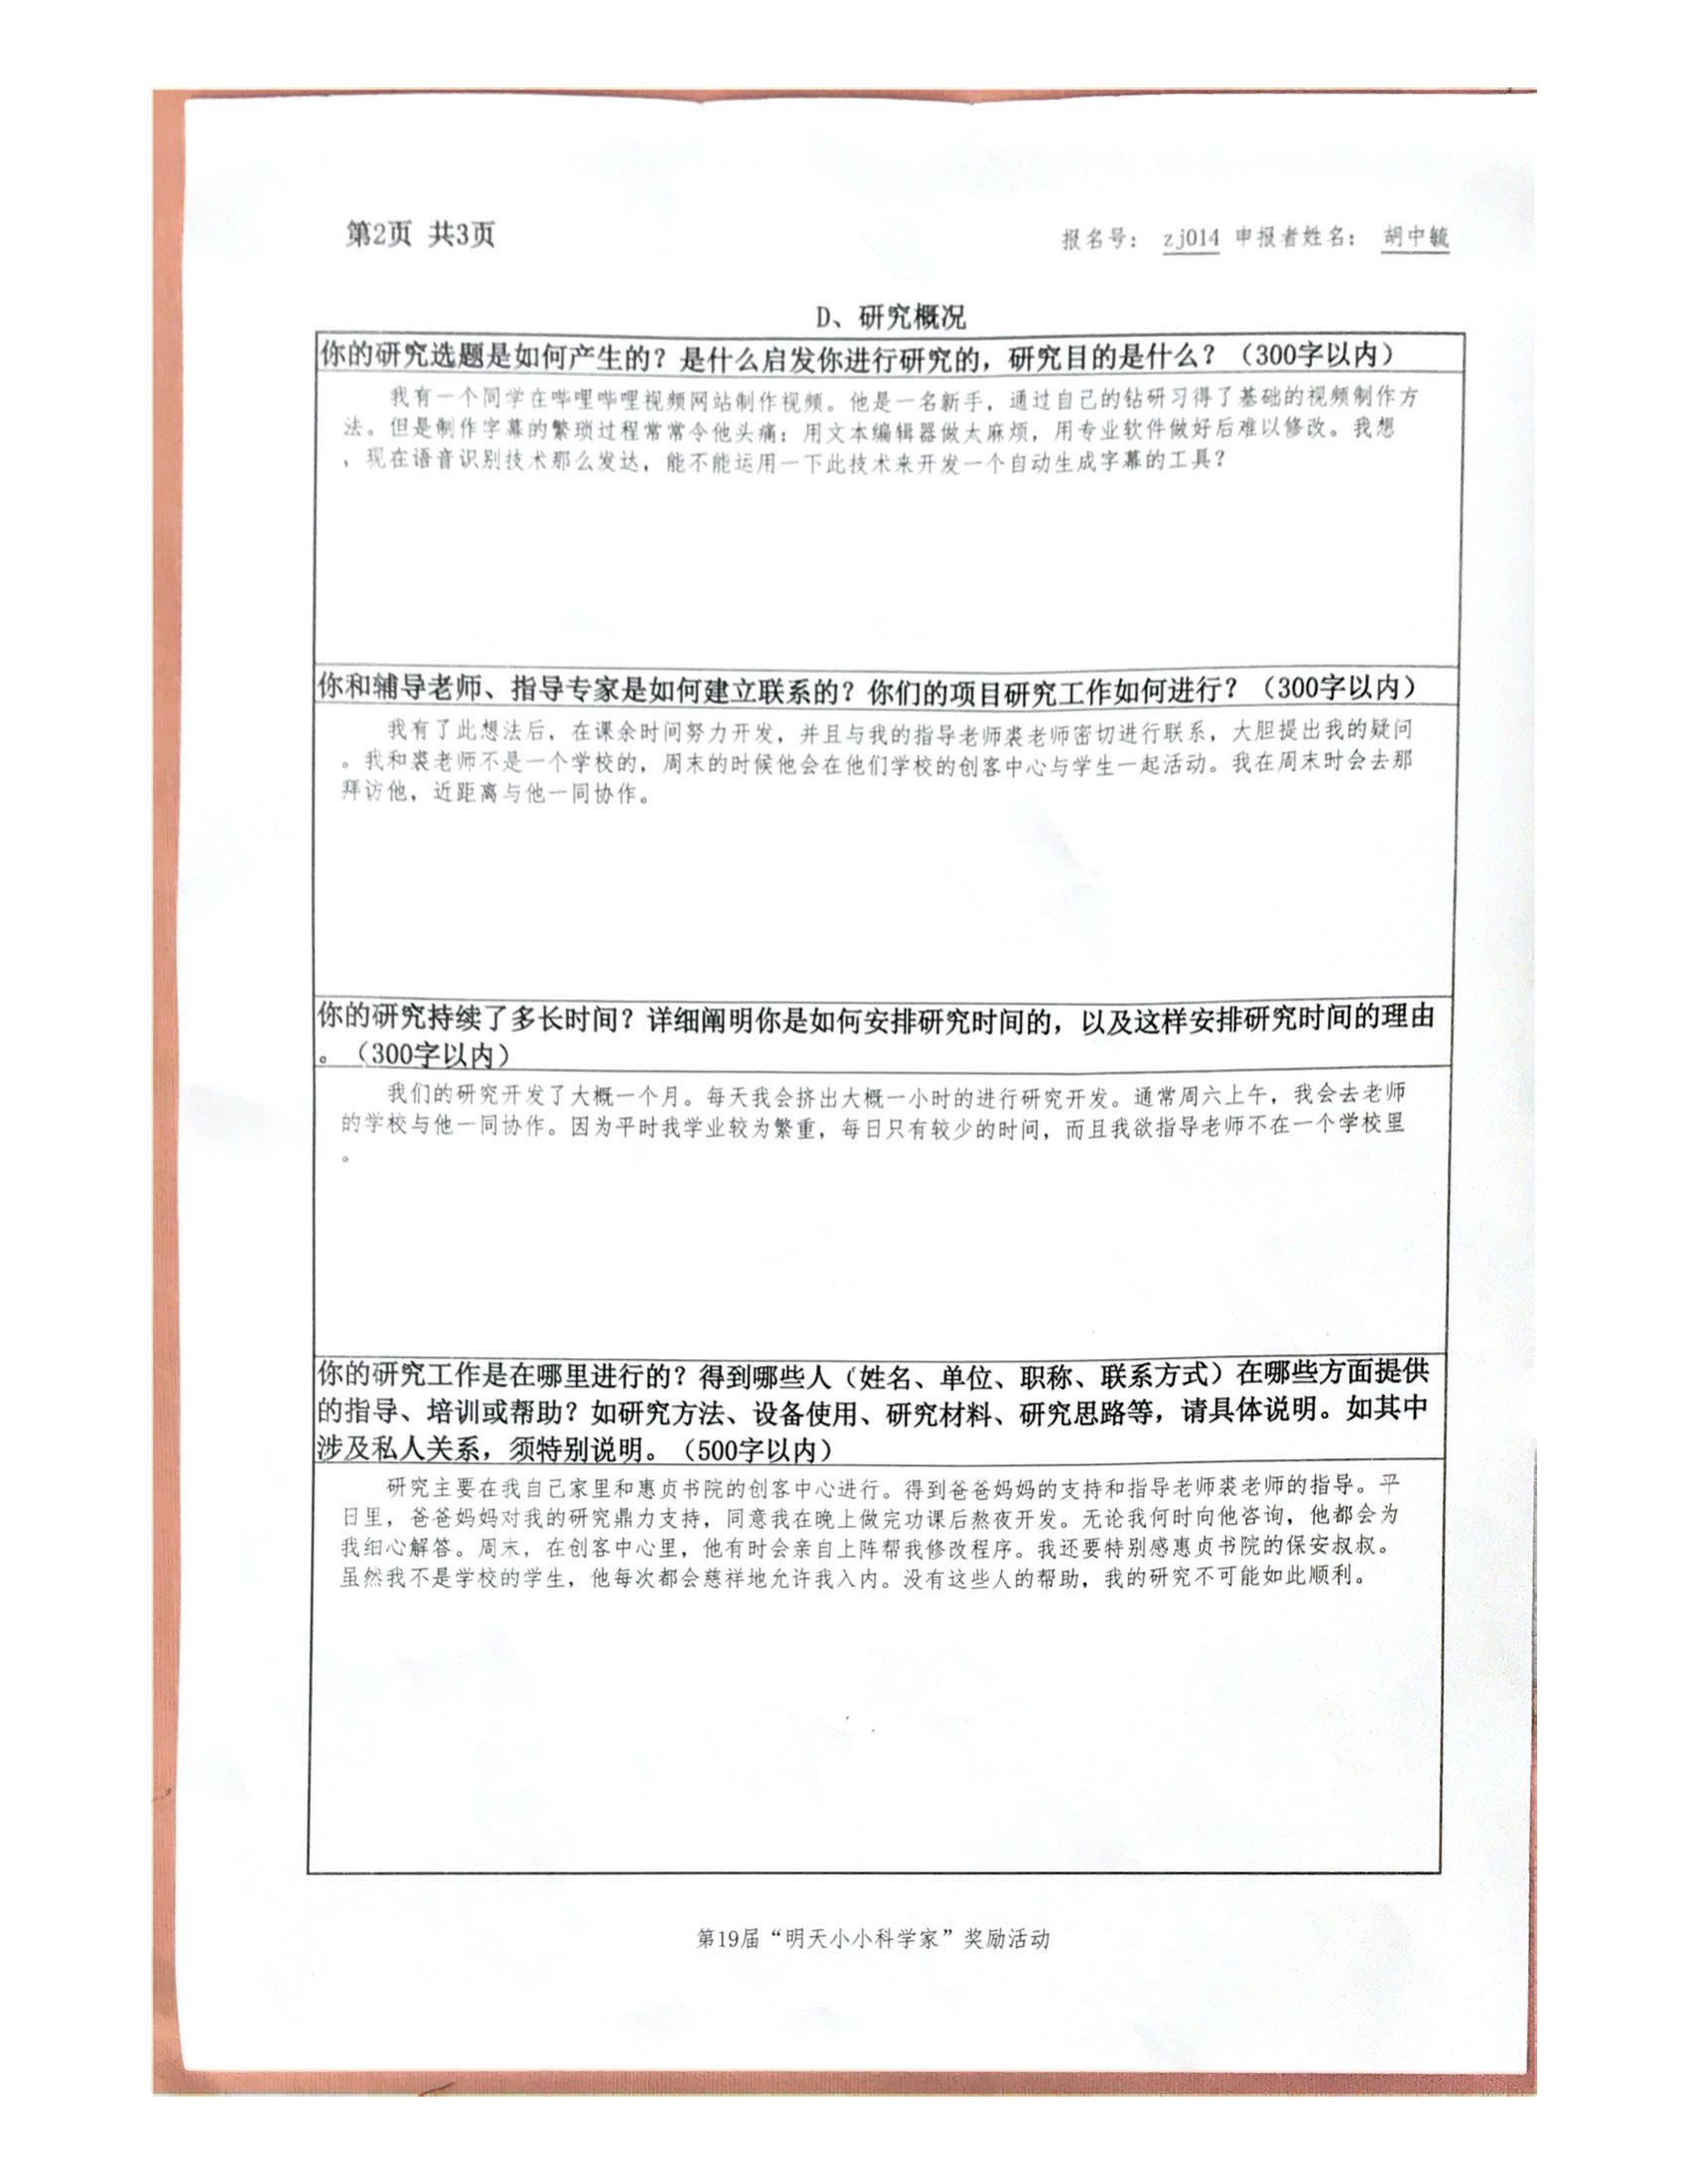 第2页 共3页
报名号： zj014 申报者姓名： 胡中毓
D、研究概况
你的研究选题是如何产生的？是什么启发你进行研究的，研究目的是什么？（300字以内）
我有一个同学在哔哩哔哩视频网站制作视频。他是一名新手，通过自己的钻研习得了基础的视频制作方
法。但是制作字幕的繁琐过程常常令他头痛：用文本编辑器做太麻烦，用专业软件做好后难以修改。我想
，现在语音识别技术那么发达，能不能运用一下此技术来开发一个自动生成字幕的工具？
你和辅导老师、指导专家是如何建立联系的？你们的项目研究工作如何进行？（300字以内）
我有了此想法后，在课余时间努力开发，并且与我的指导老师裘老师密切进行联系，大胆提出我的疑问
。我和裘老师不是一个学校的，周末的时候他会在他们学校的创客中心与学生一起活动。我在周末时会去那
拜访他，近距离与他一同协作。
你的研究持续了多长时间？详细阐明你是如何安排研究时间的，以及这样安排研究时间的理由
。（300字以内）
我们的研究开发了大概一个月。每天我会挤出大概一小时的进行研究开发。通常周六上午，我会去老师
的学校与他一同协作。因为平时我学业较为繁重，每日只有较少的时间，而且我欲指导老师不在一个学校里
。
你的研究工作是在哪里进行的？得到哪些人（姓名、单位、职称、联系方式）在哪些方面提供
的指导、培训或帮助？如研究方法、设备使用、研究材料、研究思路等，请具体说明。如其中
涉及私人关系，须特别说明。（500字以内）
研究主要在我自己家里和惠贞书院的创客中心进行。得到爸爸妈妈的支持和指导老师裘老师的指导。平
日里，爸爸妈妈对我的研究鼎力支持，同意我在晚上做完功课后熬夜开发。无论我何时向他咨询，他都会为
我细心解答。周末，在创客中心里，他有时会亲自上阵帮我修改程序。我还要特别感惠贞书院的保安叔叔。
虽然我不是学校的学生，他每次都会慈祥地允许我入内。没有这些人的帮助，我的研究不可能如此顺利。
第19届“明天小小科学家”奖励活动